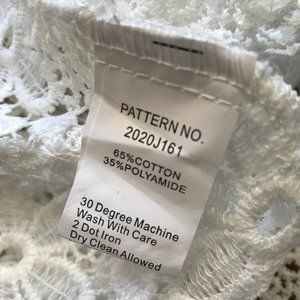 PATTERN NO.
2020J161
65%COTTON
35%POLYAMIDE
30 Degree Machine
Wash With Care
2 Dot Iron
Dry Clean Allowed